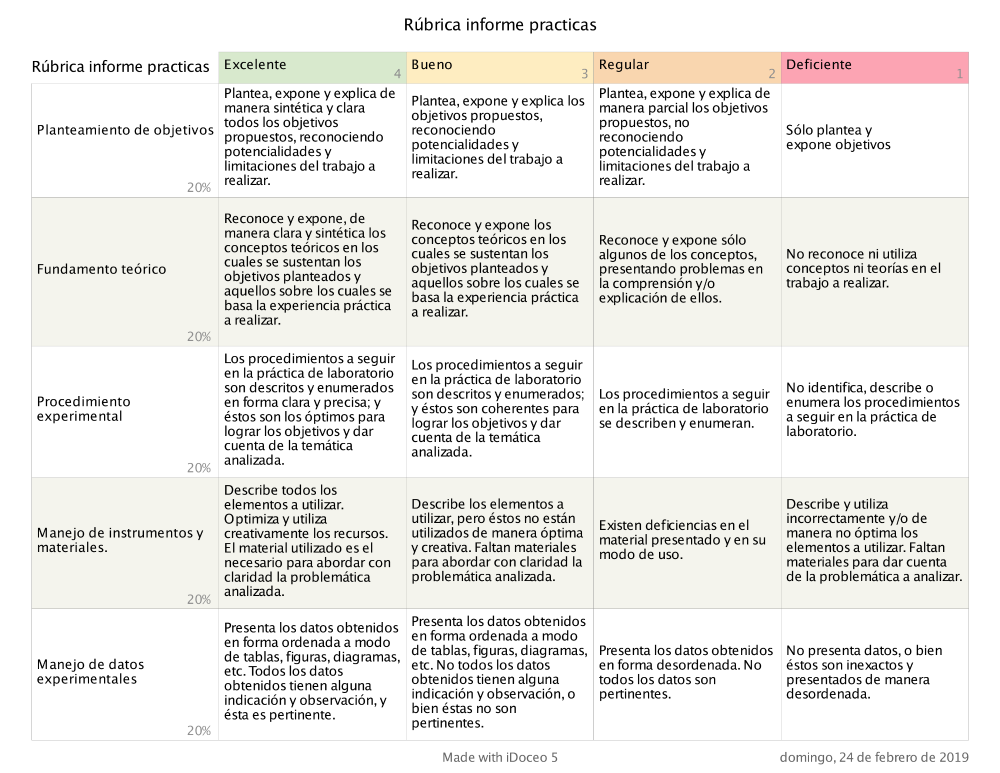 Rúbrica informe practicas
Rúbrica informe practicas
Excelente
4
Bueno
3
Regular
2
Deficiente
1
Planteamiento de objetivos
20%
Plantea, expone y explica de
manera sintética y clara
todos los objetivos
propuestos, reconociendo
potencialidades y
limitaciones del trabajo a
realizar.
Plantea, expone y explica los
objetivos propuestos,
reconociendo
potencialidades y
limitaciones del trabajo a
realizar.
Plantea, expone y explica de
manera parcial los objetivos
propuestos, no
reconociendo
potencialidades y
limitaciones del trabajo a
realizar.
Sólo plantea y
expone objetivos
Fundamento teórico
20%
Reconoce y expone, de
manera clara y sintética los
conceptos teóricos en los
cuales se sustentan los
objetivos planteados y
aquellos sobre los cuales se
basa la experiencia práctica
a realizar.
Reconoce y expone los
conceptos teóricos en los
cuales se sustentan los
objetivos planteados y
aquellos sobre los cuales se
basa la experiencia práctica
a realizar.
Reconoce y expone sólo
algunos de los conceptos,
presentando problemas en
la comprensión y/o
explicación de ellos.
No reconoce ni utiliza
conceptos ni teorías en el
trabajo a realizar.
Procedimiento
experimental
20%
Los procedimientos a seguir
en la práctica de laboratorio
son descritos y enumerados
en forma clara y precisa; y
éstos son los óptimos para
lograr los objetivos y dar
cuenta de la temática
analizada.
Los procedimientos a seguir
en la práctica de laboratorio
son descritos y enumerados;
y éstos son coherentes para
lograr los objetivos y dar
cuenta de la temática
analizada.
Los procedimientos a seguir
en la práctica de laboratorio
se describen y enumeran.
No identifica, describe o
enumera los procedimientos
a seguir en la práctica de
laboratorio.
Manejo de instrumentos y
materiales.
20%
Describe todos los
elementos a utilizar.
Optimiza y utiliza
creativamente los recursos.
El material utilizado es el
necesario para abordar con
claridad la problemática
analizada.
Describe los elementos a
utilizar, pero éstos no están
utilizados de manera óptima
y creativa. Faltan materiales
para abordar con claridad la
problemática analizada.
Existen deficiencias en el
material presentado y en su
modo de uso.
Describe y utiliza
incorrectamente y/o de
manera no óptima los
elementos a utilizar. Faltan
materiales para dar cuenta
de la problemática a analizar.
Manejo de datos
experimentales
20%
Presenta los datos obtenidos
en forma ordenada a modo
de tablas, figuras, diagramas,
etc. Todos los datos
obtenidos tienen alguna
indicación y observación, y
ésta es pertinente.
Presenta los datos obtenidos
en forma ordenada a modo
de tablas, figuras, diagramas,
etc. No todos los datos
obtenidos tienen alguna
indicación y observación, o
bien éstas no son
pertinentes.
Presenta los datos obtenidos
en forma desordenada. No
todos los datos son
pertinentes.
No presenta datos, o bien
éstos son inexactos y
presentados de manera
desordenada.
Made with iDoceo 5
domingo, 24 de febrero de 2019